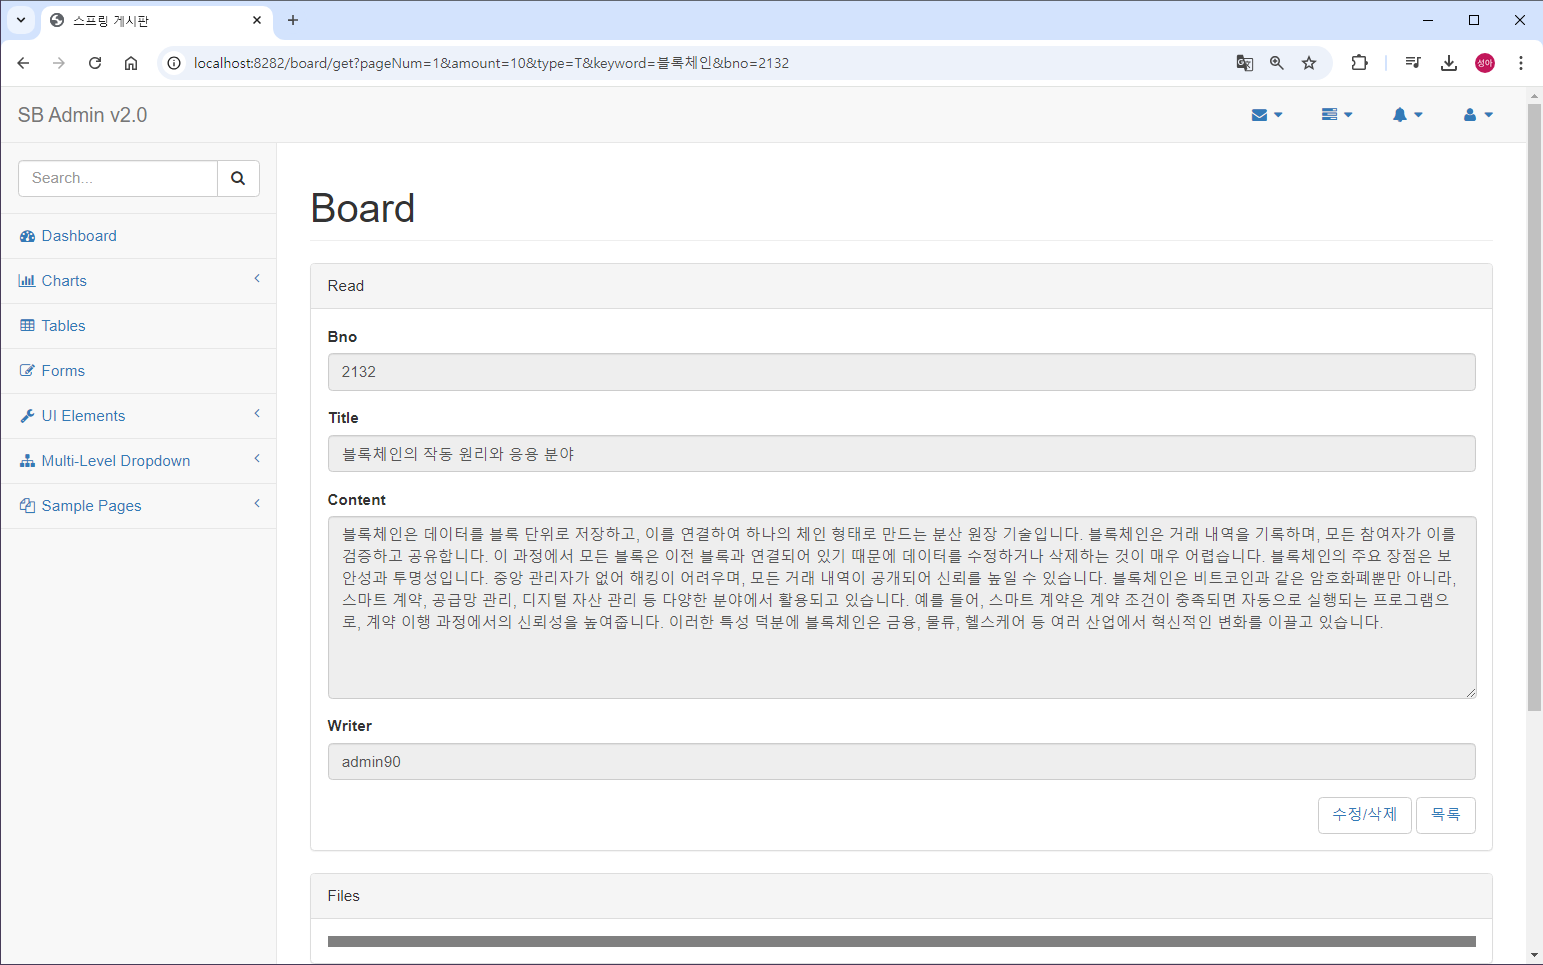 스프링 게시판
localhost:8282/board/get?pageNum=1&amount=10&type=T&keyword=블록체인&bno=2132
성아
SB Admin v2.0
Search...
Dashboard
Charts
Tables
Forms
UI Elements
Multi-Level Dropdown
Sample Pages
Board
Read
Bno
2132
Title
블록체인의 작동 원리와 응용 분야
Content
블록체인은 데이터를 블록 단위로 저장하고, 이를 연결하여 하나의 체인 형태로 만드는 분산 원장 기술입니다. 블록체인은 거래 내역을 기록하며, 모든 참여자가 이를
검증하고 공유합니다. 이 과정에서 모든 블록은 이전 블록과 연결되어 있기 때문에 데이터를 수정하거나 삭제하는 것이 매우 어렵습니다. 블록체인의 주요 장점은 보
안성과 투명성입니다. 중앙 관리자가 없어 해킹이 어려우며, 모든 거래 내역이 공개되어 신뢰를 높일 수 있습니다. 블록체인은 비트코인과 같은 암호화폐뿐만 아니라,
스마트 계약, 공급망 관리, 디지털 자산 관리 등 다양한 분야에서 활용되고 있습니다. 예를 들어, 스마트 계약은 계약 조건이 충족되면 자동으로 실행되는 프로그램으
로, 계약 이행 과정에서의 신뢰성을 높여줍니다. 이러한 특성 덕분에 블록체인은 금융, 물류, 헬스케어 등 여러 산업에서 혁신적인 변화를 이끌고 있습니다.
Writer
admin90
수정/삭제
목록
Files